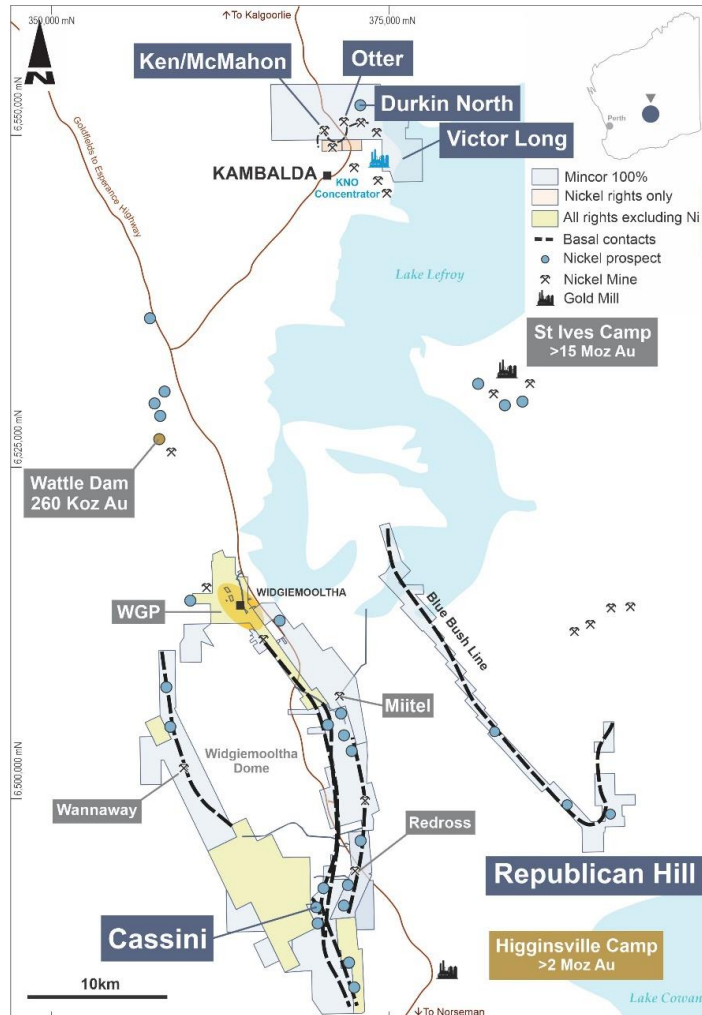 350,000 mN
↑To Kalgoorlie
375,000 mN
N
6,550,000 mN
Goldfields to Esperance Highway
Ken/McMahon
Otter
Durkin North
Victor Long
KAMBALDA
KNO
Concentrator
Perth
Mincor 100%
Nickel rights only
All rights excluding Ni
Basal contacts
Nickel prospect
Nickel Mine
Gold Mill
Lake Lefroy
St Ives Camp
>15 Moz Au
6,525,000 mN
Wattle Dam
260 Koz Au
WIDGIEMOOLTHA
WGP
Blue Bush Line
Miitel
Widgiemooltha
Dome
6,500,000 mN
Wannaway
Redross
Republican Hill
Cassini
Higginsville Camp
>2 Moz Au
10km
Lake Cowan
↓To Norseman